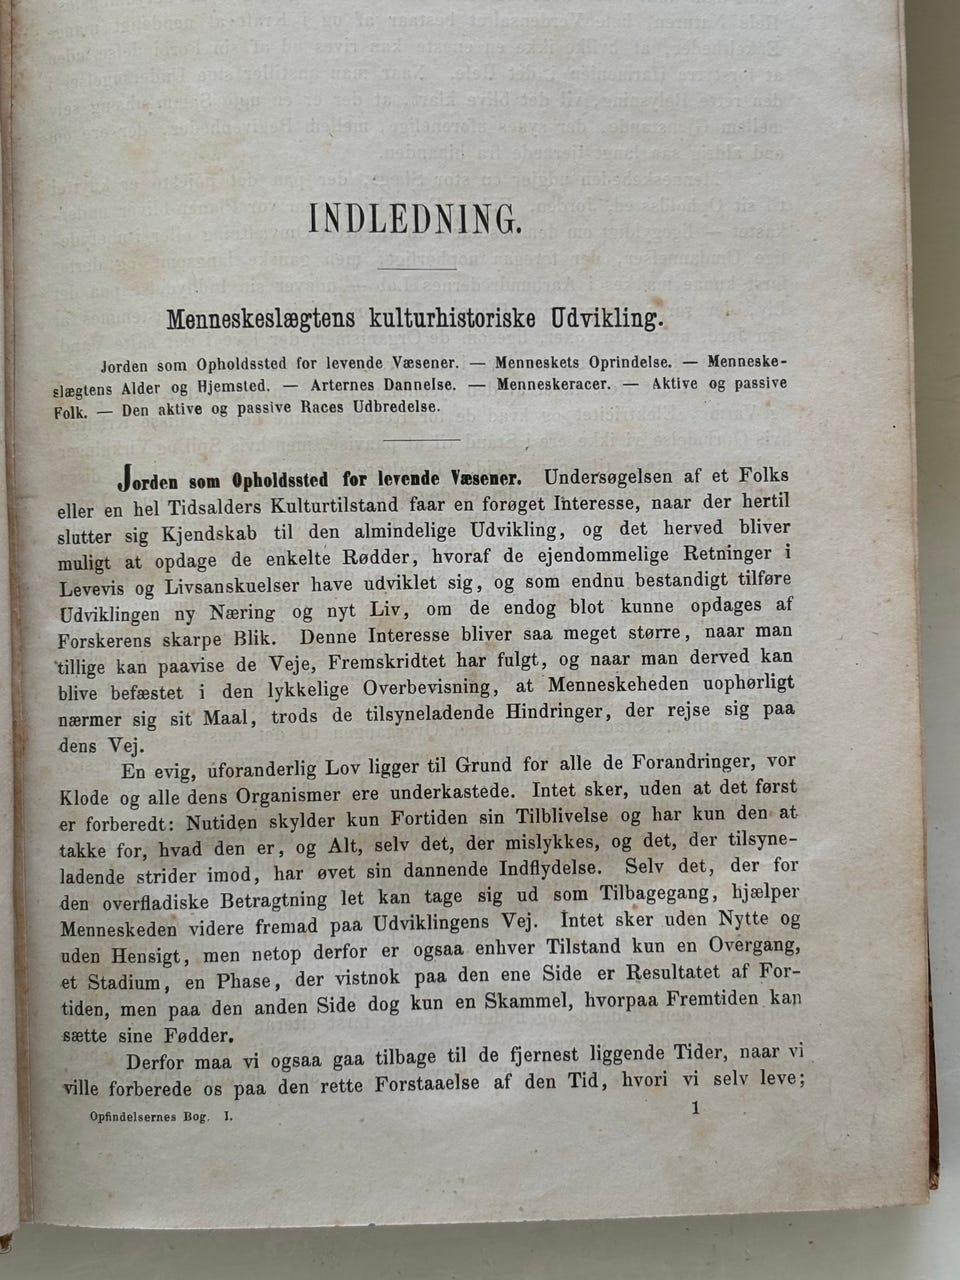 INDLEDNING.
Menneskeslægtens kulturhistoriske Udvikling.
Jorden som Opholdssted for levende Væsener. — Menneskets Oprindelse. — Menneske-
slægtens Alder og Hjemsted. — Arternes Dannelse. — Menneskeracer. — Aktive og passive
Folk. — Den aktive og passive Races Udbredelse.
Jorden som Opholdssted for levende Væsener. Undersøgelsen af et Folks
eller en hel Tidsalders Kulturtilstand faar en forøget Interesse, naar der hertil
slutter sig Kjendskab til den almindelige Udvikling, og det herved bliver
muligt at opdage de enkelte Rødder, hvoraf de ejendommelige Retninger i
Levevis og Livsanskuelser have udviklet sig, og som endnu bestandigt tilføre
Udviklingen ny Næring og nyt Liv, om de endog blot kunne opdages af
Forskerens skarpe Blik. Denne Interesse bliver saa meget større, naar man
tillige kan paavise de Veje, Fremskridtet har fulgt, og naar man derved kan
blive befæstet i den lykkelige Overbevisning, at Menneskeheden uophørligt
nærmer sig sit Maal, trods de tilsyneladende Hindringer, der rejse sig paa
dens Vej.
En evig, uforanderlig Lov ligger til Grund for alle de Forandringer, vor
Klode og alle dens Organismer ere underkastede. Intet sker, uden at det først
er forberedt: Nutiden skylder kun Fortiden sin Tilblivelse og har kun den at
takke for, hvad den er, og Alt, selv det, der mislykkes, og det, der tilsyne-
ladende strider imod, har øvet sin dannende Indflydelse. Selv det, der for
den overfladiske Betragtning let kan tage sig ud som Tilbagegang, hjælper
Menneskeden videre fremad paa Udviklingens Vej. Intet sker uden Nytte og
uden Hensigt, men netop derfor er ogsaa enhver Tilstand kun en Overgang,
et Stadium, en Phase, der vistnok paa den ene Side er Resultatet af For-
tiden, men paa den anden Side dog kun en Skammel, hvorpaa Fremtiden kan
sætte sine Fødder.
Derfor maa vi ogsaa gaa tilbage til de fjernest liggende Tider, naar vi
ville forberede os paa den rette Forstaaelse af den Tid, hvori vi selv leve;
Opfindelsernes Bog. I. 1